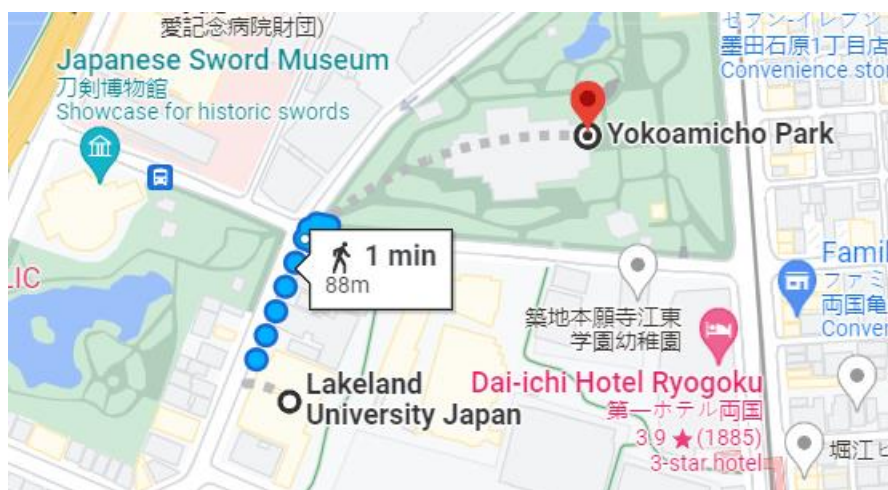 愛記念病院財団)
Japanese Sword Museum
刀剣博物館
Showcase for historic swords
セブン-イレブン
墨田石原1丁目店
Convenience stor
Yokoamicho Park
1 min
88m
LIC
Famil
ファミ
両国亀
Conver
築地本願寺江東
学園幼稚園
Dai-ichi Hotel Ryogoku
第一ホテル両国
3.9 ★ (1885)
3-star hotel
Lakeland
University Japan
堀江ビ